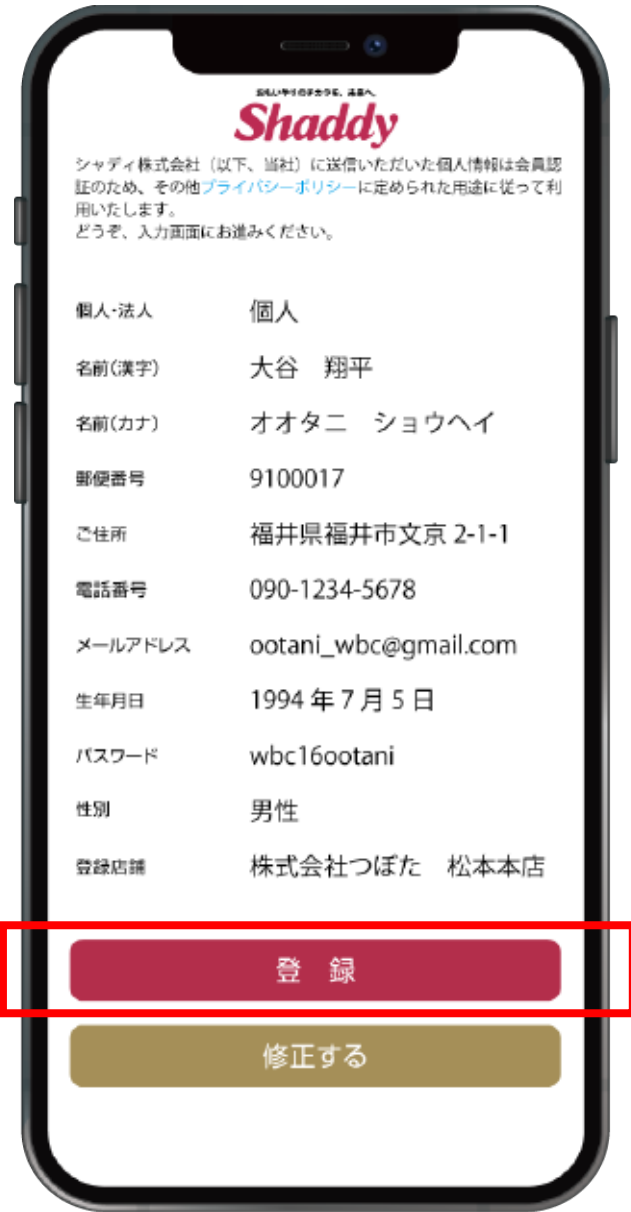 Shaddy
シャディ株式会社（以下、当社）に送信いただいた個人情報は会員認
証のため、その他プライバシーポリシーに定められた用途に従って利
用いたします。
どうぞ、入力画面にお進みください。
個人・法人 個人
名前(漢字) 大谷　翔平
名前(カナ) オオタニ　ショウヘイ
郵便番号 9100017
ご住所 福井県福井市文京 2-1-1
電話番号 090-1234-5678
メールアドレス ootani_wbc@gmail.com
生年月日 1994 年 7 月 5 日
パスワード wbc16ootani
性別 男性
登録店舗 株式会社つぼた　松本本店
登　録
修正する